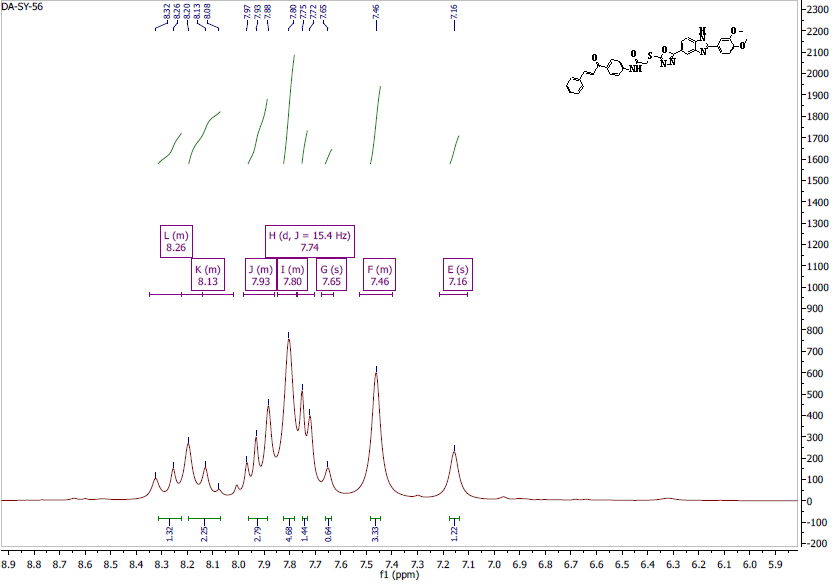 DA-SY-56
8.32
8.26
8.20
8.13
8.08
7.97
7.93
7.88
7.80
7.75
7.72
7.65
7.46
7.16
O
O
NH
S
O
N
N
H
N
N
O
O
L (m)
8.26
H (d, J = 15.4 Hz)
7.74
K (m)
8.13
J (m)
7.93
I (m)
7.80
G (s)
7.65
F (m)
7.46
E (s)
7.16
1.32
2.25
2.79
4.68
1.44
0.64
3.33
1.22
2300
2200
2100
2000
1900
1800
1700
1600
1500
1400
1300
1200
1100
1000
900
800
700
600
500
400
300
200
100
0
-100
-200
8.9 8.8 8.7 8.6 8.5 8.4 8.3 8.2 8.1 8.0 7.9 7.8 7.7 7.6 7.5 7.4 7.3 7.2 7.1 7.0 6.9 6.8 6.7 6.6 6.5 6.4 6.3 6.2 6.1 6.0 5.9
f1 (ppm)